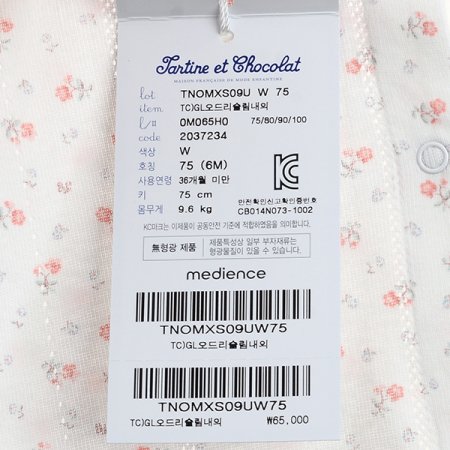 Tartine et Chocolat
MAISON FRANÇAISE DE MODE ENFANTINE
lot TNOMXS09U W 75
item TC)GL오드리슬림내의
l/# 0M065H0 75/80/90/100
code 2037234
색상 W
호칭 75 (6M)
사용연령 36개월 미만
키 75 cm
몸무게 9.6 kg
안전확인신고확인증번호
CB014N073-1002
KC마크는 이제품이 공통안전 기준에 적합하였음을 의미합니다.
無형광 제품 제품특성상 일부 부자재류는
형광물질이 있을 수 있습니다.
medience
TNOMXS09UW75
TC)GL오드리슬림내의
TNOMXS09UW75
TC)GL오드리슬림내의 ₩65,000